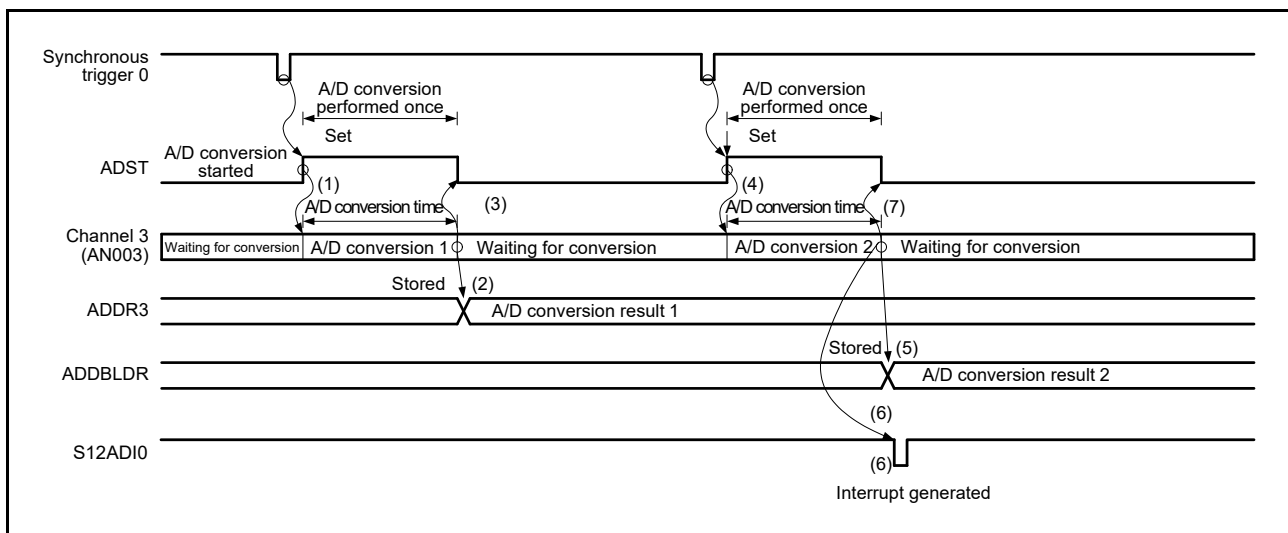 Synchronous
trigger 0
A/D conversion
performed once
A/D conversion
performed once
Set
Set
ADST
A/D conversion
started
(1)
(3)
(4)
(7)
A/D conversion time
A/D conversion time
Channel 3
(AN003)
Waiting for conversion
A/D conversion 1
Waiting for conversion
A/D conversion 2
Waiting for conversion
Stored
(2)
ADDR3
A/D conversion result 1
Stored
(5)
ADDBLDR
A/D conversion result 2
(6)
S12ADI0
(6)
Interrupt generated